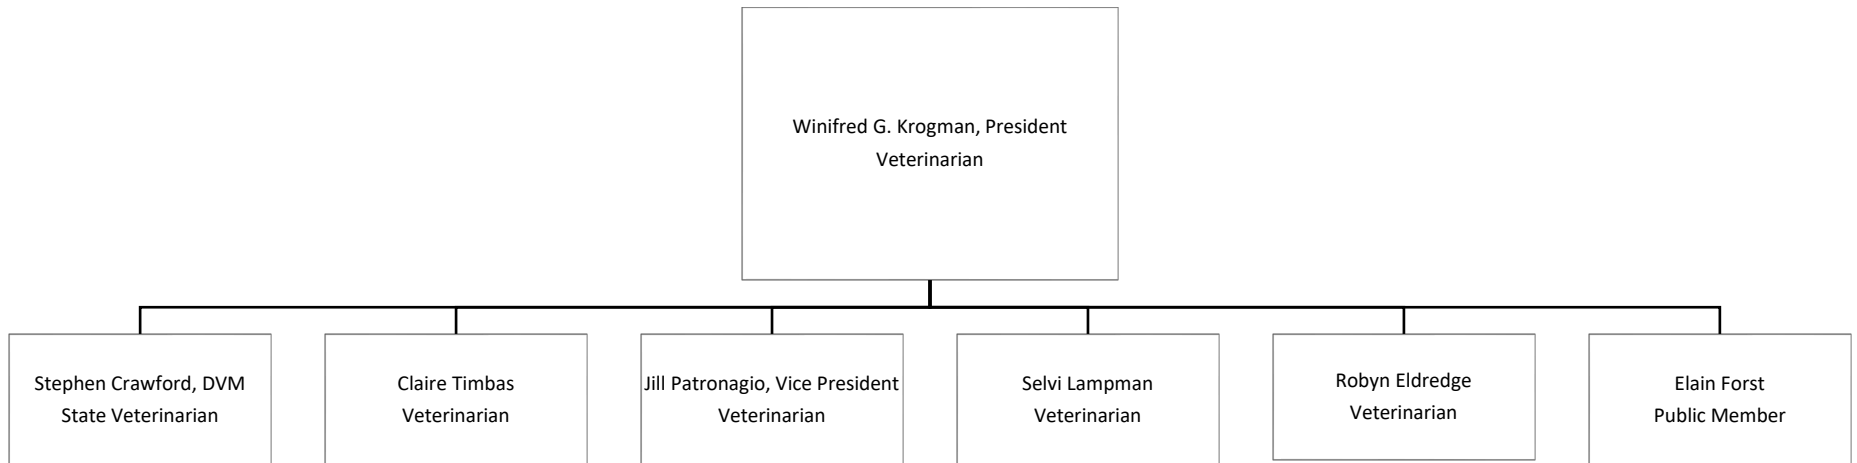 Winifred G. Krogman, President
Veterinarian
Stephen Crawford, DVM
State Veterinarian
Claire Timbas
Veterinarian
Jill Patronagio, Vice President
Veterinarian
Selvi Lampman
Veterinarian
Robyn Eldredge
Veterinarian
Elain Forst
Public Member